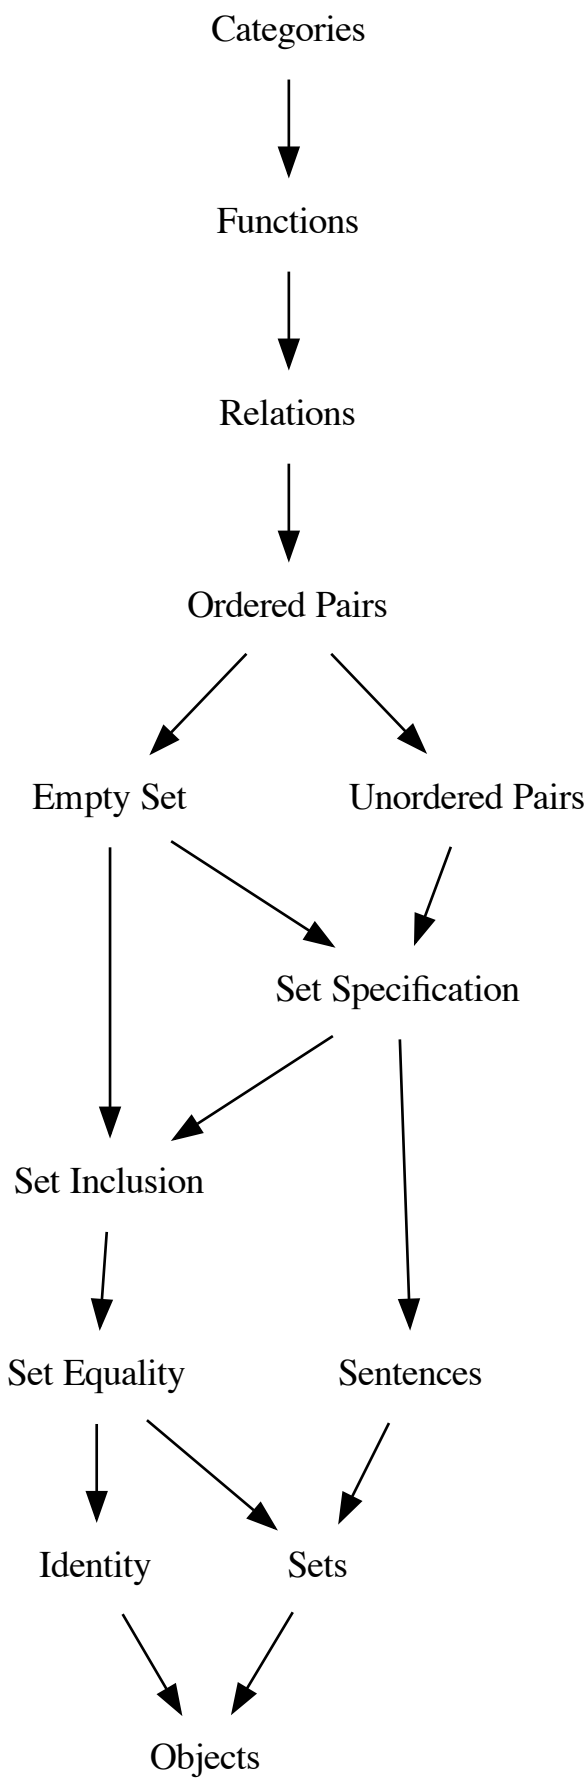 Categories
Functions
Relations
Ordered Pairs
Empty Set
Unordered Pairs
Set Specification
Set Inclusion
Set Equality
Sentences
Identity
Sets
Objects